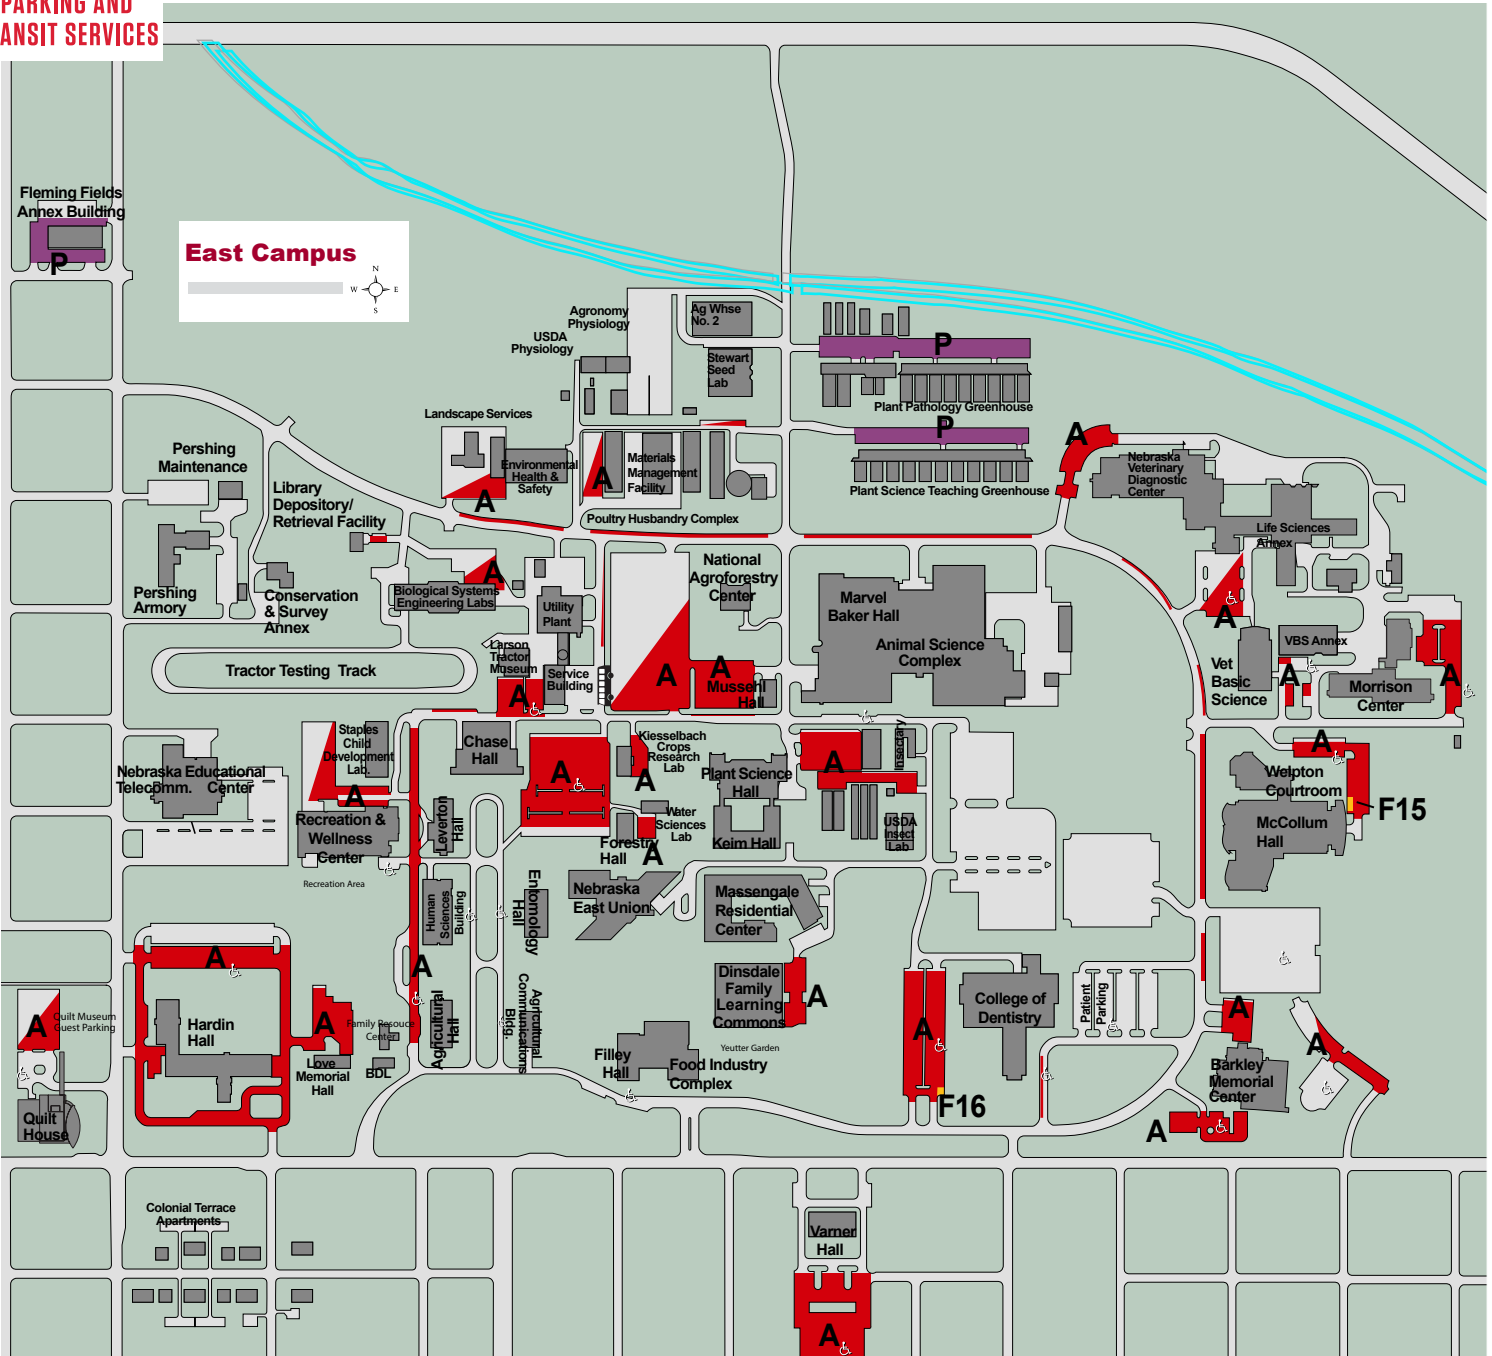 PARKING AND
ANSIT SERVICES
Fleming Fields
Annex Building
P
East Campus
N
W E
S
Agronomy
Physiology
USDA
Physiology
Ag Whse
No. 2
Stewart
Seed
Lab
P
Plant Pathology Greenhouse
P
Plant Science Teaching Greenhouse
Landscape Services
Environmental
Health &
Safety
A
A
Materials
Management
Facility
Poultry Husbandry Complex
A
Nebraska
Veterinary
Diagnostic
Center
Life Sciences
Annex
Pershing
Maintenance
Library
Depository/
Retrieval Facility
Pershing
Armory
Conservation
& Survey
Annex
A
Biological Systems
Engineering Labs
Utility
Plant
National
Agroforestry
Center
Marvel
Baker Hall
Animal Science
Complex
A
VBS Annex
Vet
Basic
Science
A
Morrison
Center
A
Tractor Testing Track
Larson
Tractor
Museum
A
Service
Building
A
A
Mussehl
Hall
Staples
Child
Development
Lab.
A
Chase
Hall
A
Kiesselbach
Crops
Research
Lab
A
Plant Science
Hall
A
Insectary
A
Welpton
Courtroom
F15
McCollum
Hall
Nebraska Educational
Telecomm. Center
Recreation &
Wellness
Center
Recreation Area
Leverton
Hall
Water
Sciences
Lab
Forestry
Hall
A
Keim Hall
USDA
Insect
Lab
Human
Sciences
Building
Entomology
Hall
Nebraska
East Union
Massengale
Residential
Center
A
A
Dinsdale
Family
Learning
Commons
A
Yeutter Garden
A
College of
Dentistry
Patient
Parking
A
A
A
Quilt Museum
Guest Parking
Hardin
Hall
A
Family Resouce
Center
Love
Memorial
Hall
BDL
Agricultural
Hall
Agricultural
Communications
Bldg.
Filley
Hall
Food Industry
Complex
F16
Barkley
Memorial
Center
A
Quilt
House
Colonial Terrace
Apartments
Varner
Hall
A